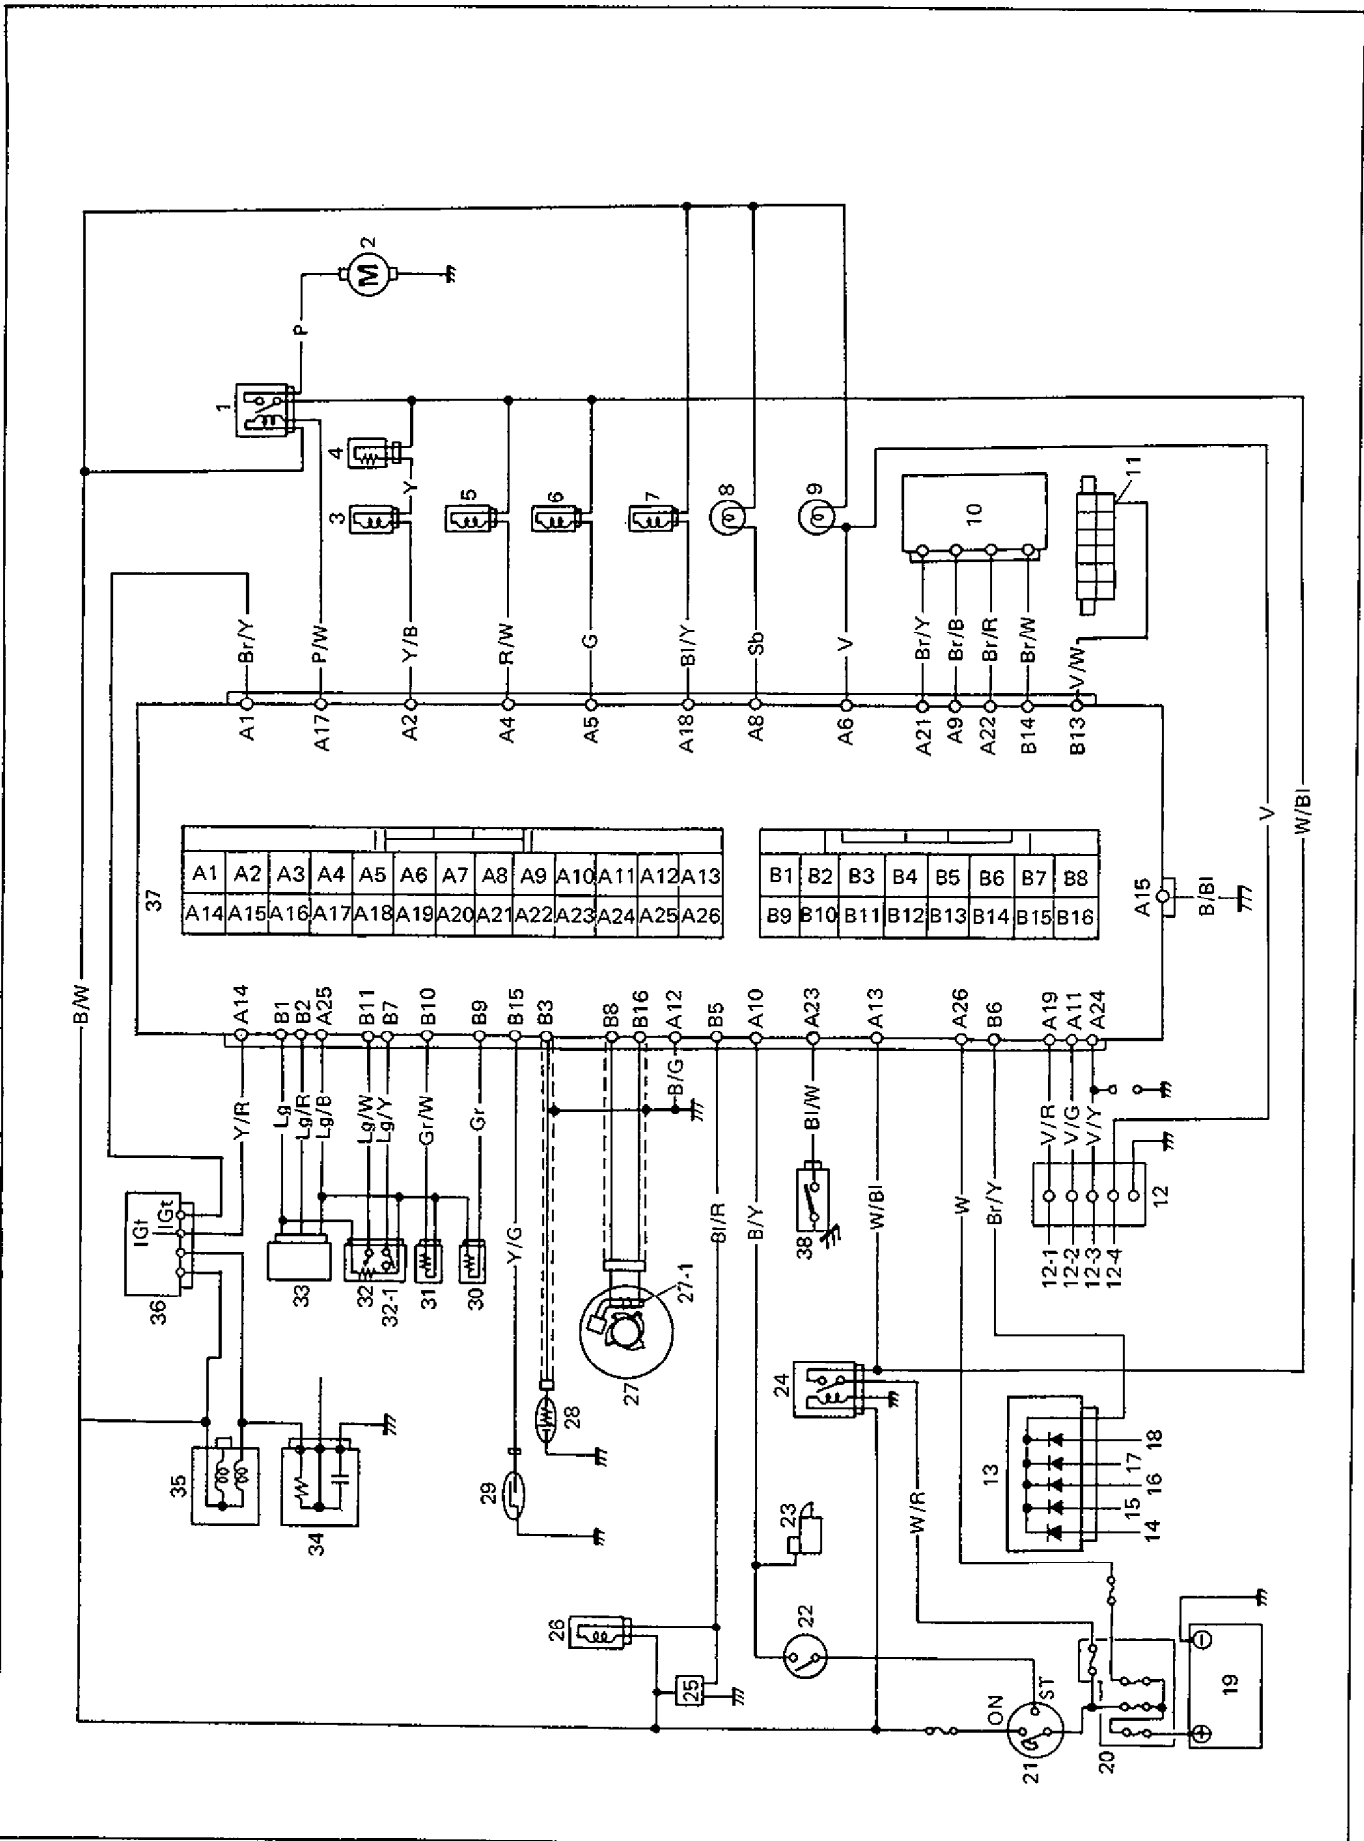 2
P
M
1
4
Y
3
5
6
7
8
9
10
11
Br/Y
P/W
Y/B
R/W
G
Bl/Y
Sb
V
Br/Y
Br/B
Br/R
Br/W
V/W
A1
A17
A2
A4
A5
A18
A8
A6
A21
A9
A22
B14
B13
V
W/Bl
37
A1 A2 A3 A4 A5 A6 A7 A8 A9 A10 A11 A12 A13
A14 A15 A16 A17 A18 A19 A20 A21 A22 A23 A24 A25 A26
B1 B2 B3 B4 B5 B6 B7 B8
B9 B10 B11 B12 B13 B14 B15 B16
A15
B/Bl
B/W
A14
B1
B2
A25
B11
B7
B10
B9
B15
B3
B8
B16
A12
B5
A10
A23
A13
A26
B6
A19
A11
A24
Y/R
Lg
Lg/R
Lg/B
Lg/W
Lg/Y
Gr/W
Gr
Y/G
B/G
Bl/R
B/Y
Bl/W
W/Bl
W
Br/Y
V/R
V/G
V/Y
IGf
IGt
36
33
32
32-1
31
30
27
27-1
28
29
38
12
12-1
12-2
12-3
12-4
24
35
34
W/R
13
18
17
16
15
14
23
22
26
25
ON
ST
21
20
19